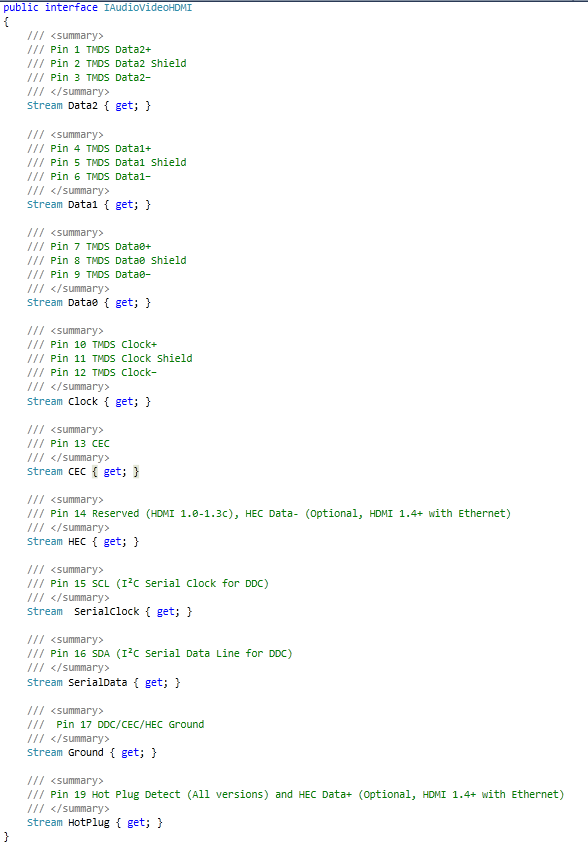 public interface IAudioVideoHDMI
{
/// <summary>
/// Pin 1 TMDS Data2+
/// Pin 2 TMDS Data2 Shield
/// Pin 3 TMDS Data2−
/// </summary>
Stream Data2 { get; }
/// <summary>
/// Pin 4 TMDS Data1+
/// Pin 5 TMDS Data1 Shield
/// Pin 6 TMDS Data1−
/// </summary>
Stream Data1 { get; }
/// <summary>
/// Pin 7 TMDS Data0+
/// Pin 8 TMDS Data0 Shield
/// Pin 9 TMDS Data0−
/// </summary>
Stream Data0 { get; }
/// <summary>
/// Pin 10 TMDS Clock+
/// Pin 11 TMDS Clock Shield
/// Pin 12 TMDS Clock−
/// </summary>
Stream Clock { get; }
/// <summary>
/// Pin 13 CEC
/// </summary>
Stream CEC { get; }
/// <summary>
/// Pin 14 Reserved (HDMI 1.0-1.3c), HEC Data- (Optional, HDMI 1.4+ with Ethernet)
/// </summary>
Stream HEC { get; }
/// <summary>
/// Pin 15 SCL (I²C Serial Clock for DDC)
/// </summary>
Stream  SerialClock { get; }
/// <summary>
/// Pin 16 SDA (I²C Serial Data Line for DDC)
/// </summary>
Stream SerialData { get; }
/// <summary>
///  Pin 17 DDC/CEC/HEC Ground
/// </summary>
Stream Ground { get; }
/// <summary>
/// Pin 19 Hot Plug Detect (All versions) and HEC Data+ (Optional, HDMI 1.4+ with Ethernet)
/// </summary>
Stream HotPlug { get; }
}